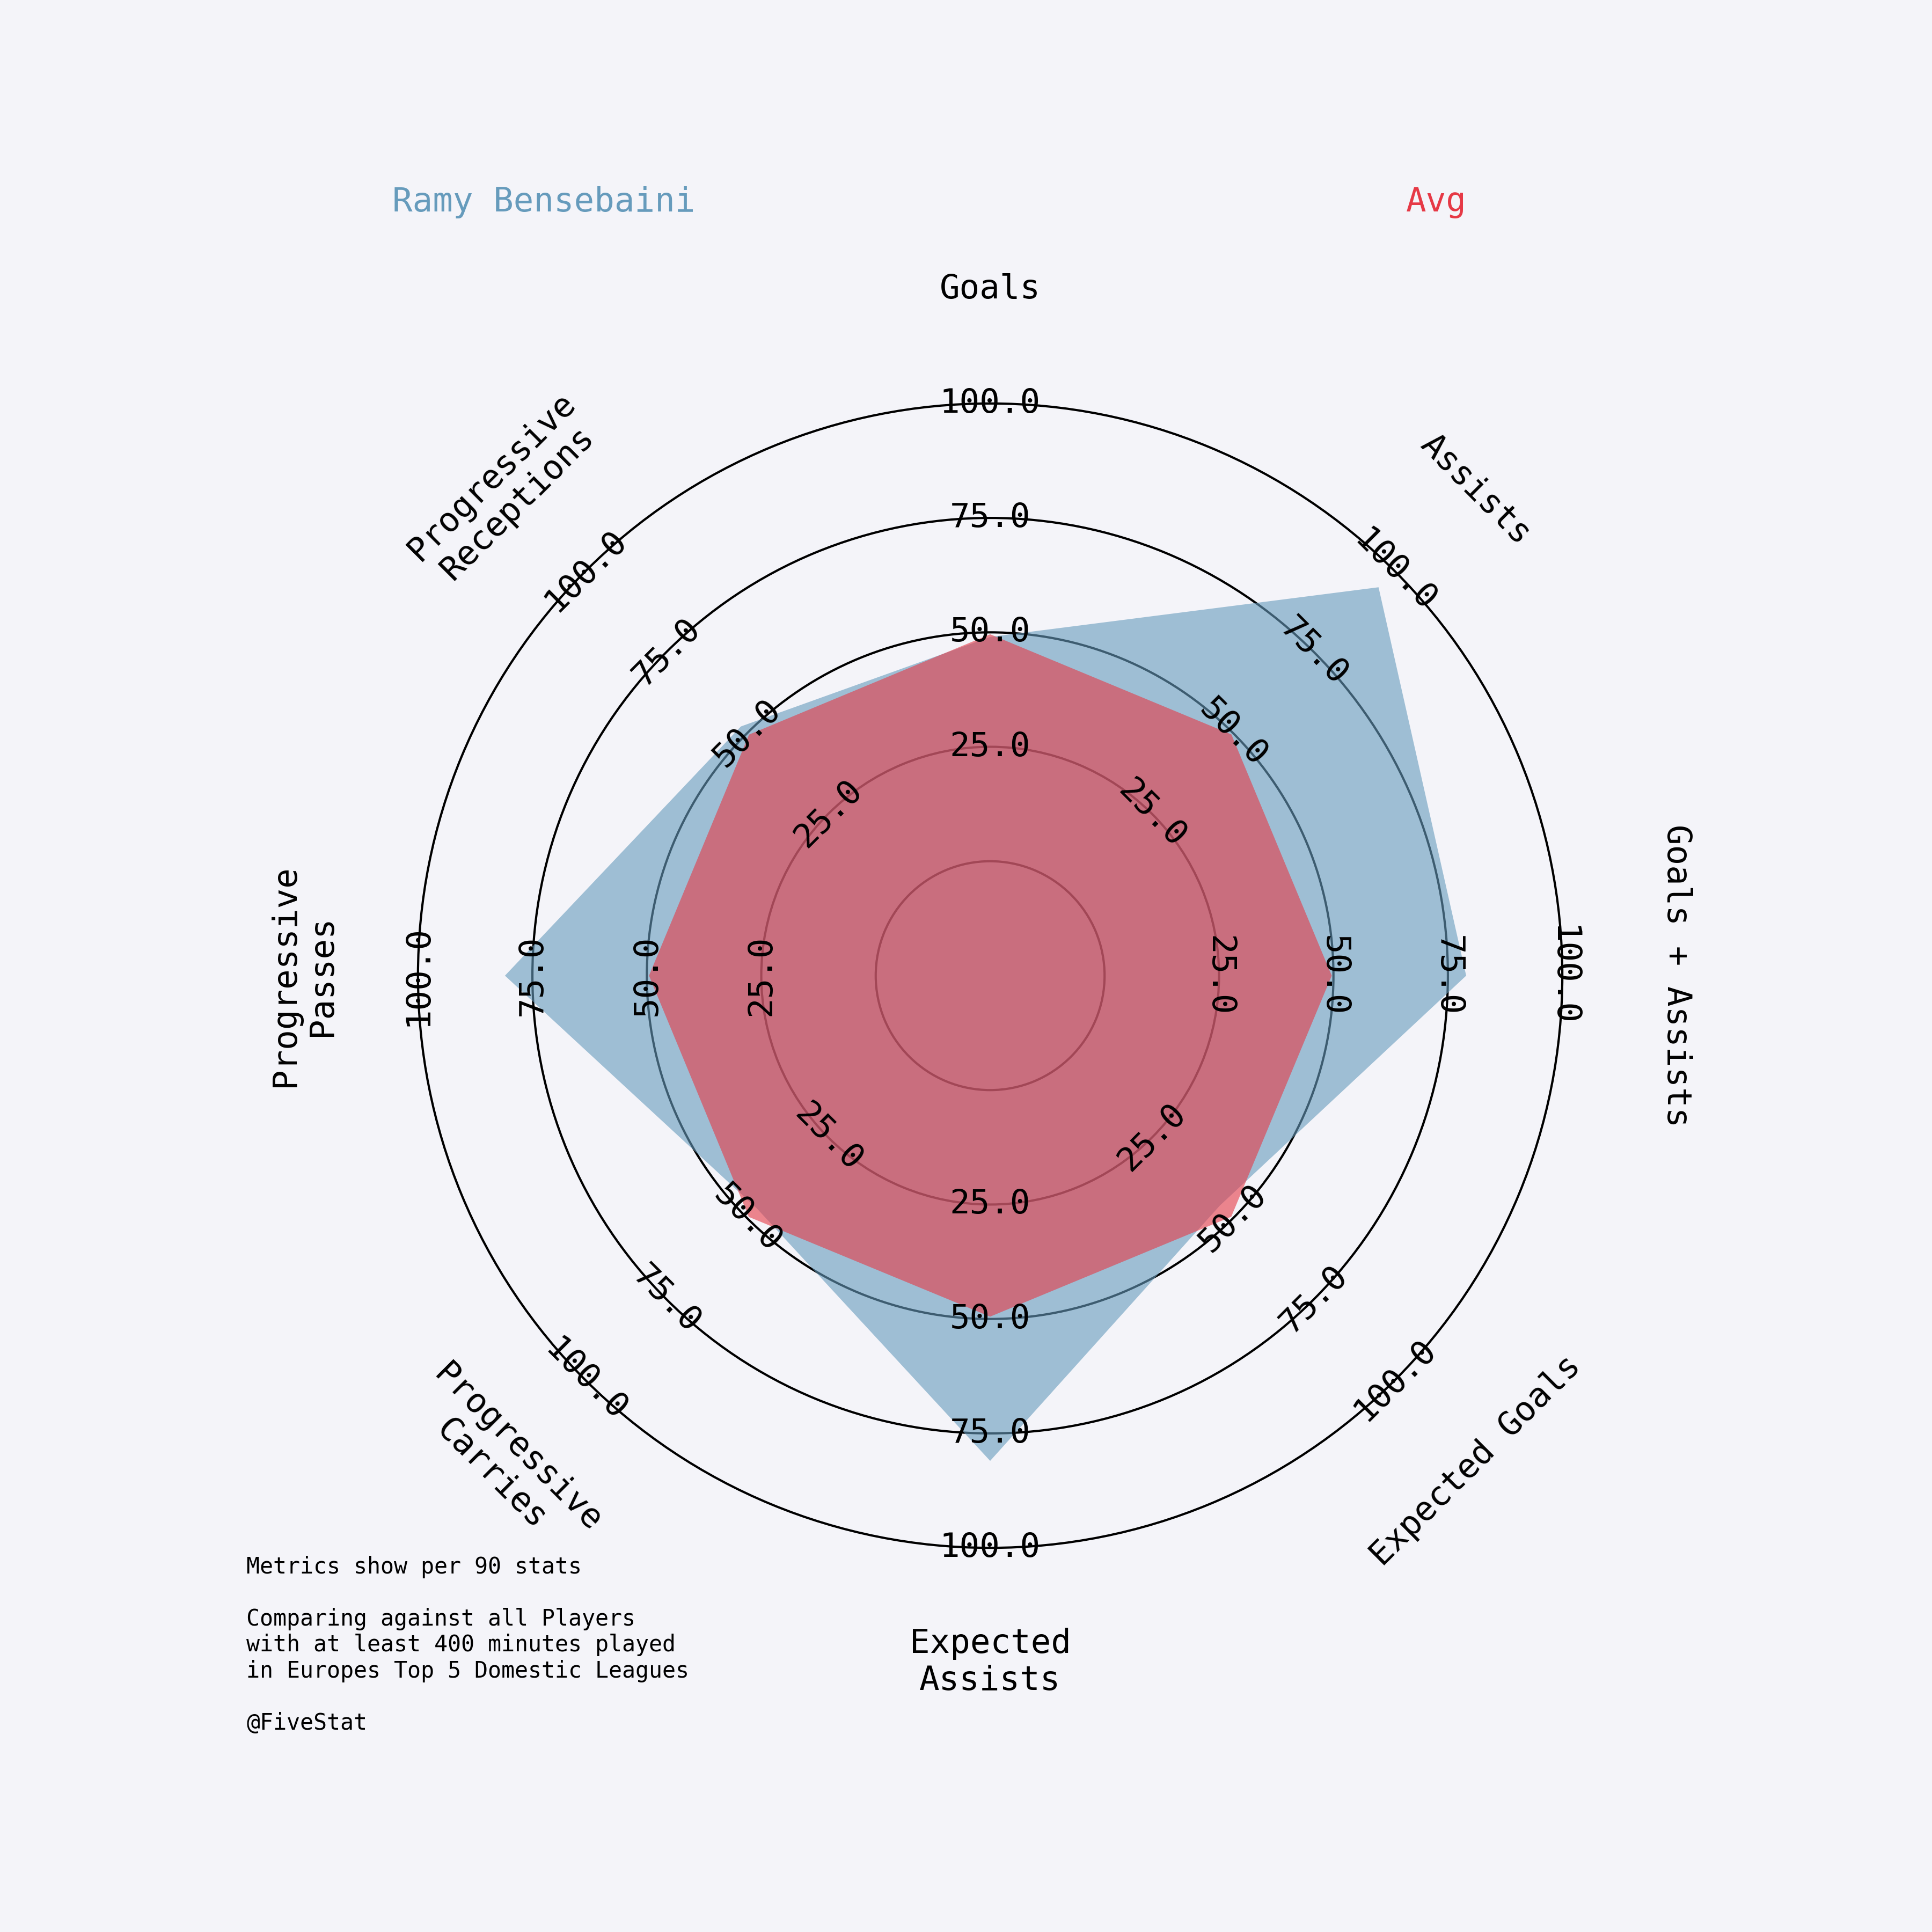 Ramy Bensebaini
Avg
Goals
Assists
Goals + Assists
Expected Goals
Expected
Assists
Progressive
Carries
Progressive
Passes
Progressive
Receptions
25.0
50.0
75.0
100.0
25.0
50.0
75.0
100.0
25.0
50.0
75.0
100.0
25.0
50.0
75.0
100.0
25.0
50.0
75.0
100.0
25.0
50.0
75.0
100.0
25.0
50.0
75.0
100.0
25.0
50.0
75.0
100.0
Metrics show per 90 stats
Comparing against all Players
with at least 400 minutes played
in Europes Top 5 Domestic Leagues
@FiveStat